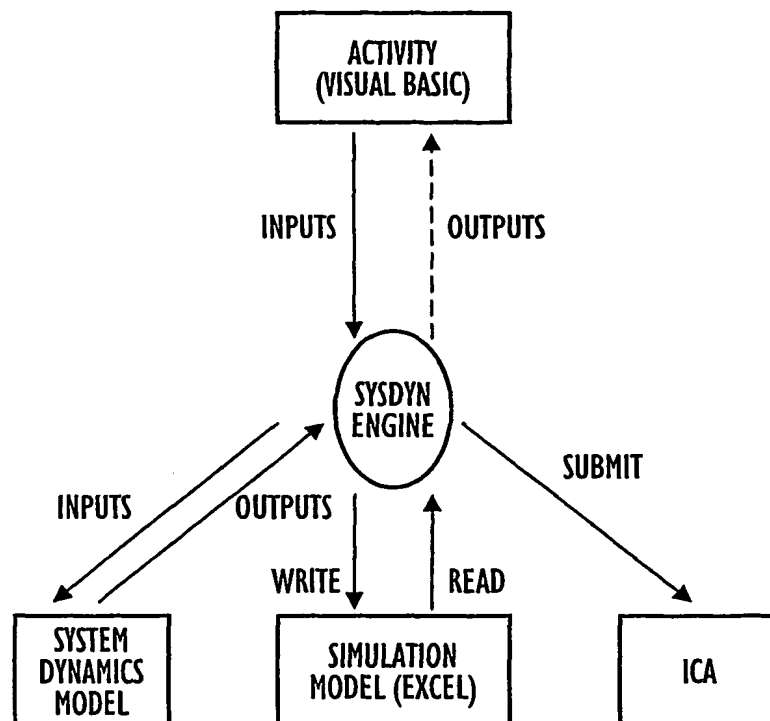 ACTIVITY
(VISUAL BASIC)
INPUTS
OUTPUTS
SYSDYN
ENGINE
SUBMIT
INPUTS
OUTPUTS
WRITE
READ
SYSTEM
DYNAMICS
MODEL
SIMULATION
MODEL (EXCEL)
ICA